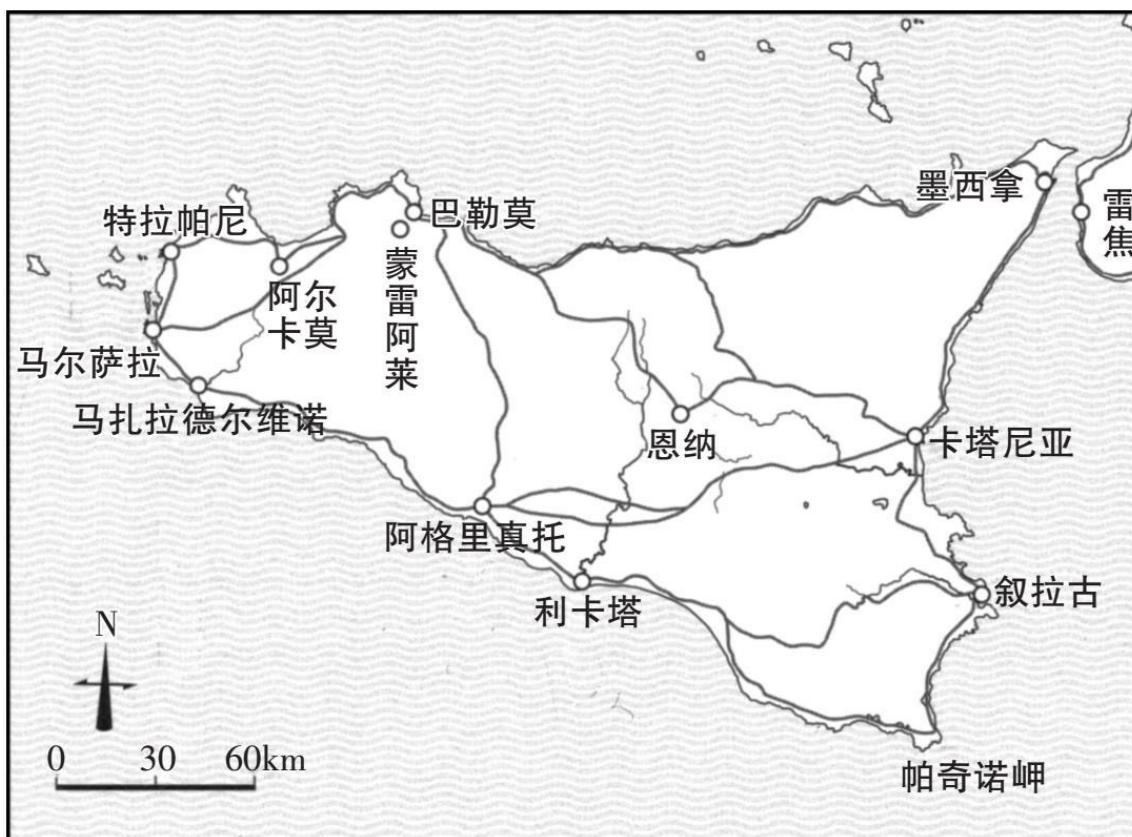 墨西拿
雷焦
特拉帕尼
巴勒莫
蒙雷阿莱
阿尔
卡莫
马尔萨拉
马扎拉德尔维诺
恩纳
卡塔尼亚
阿格里真托
利卡塔
叙拉古
帕奇诺岬
N
0 30 60km